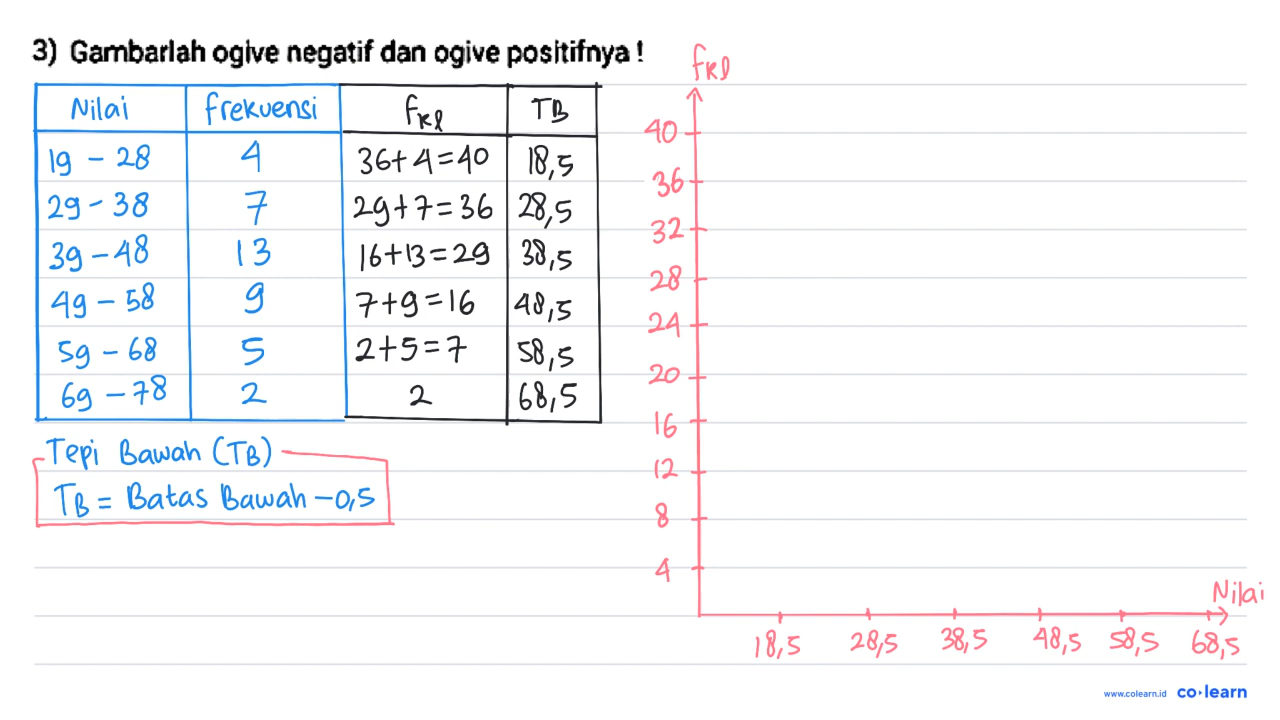 3) Gambarlah ogive negatif dan ogive positifnya !
Nilai frekuensi fkl TB
19 - 28 4 36+4=40 18,5
29 - 38 7 29+7=36 28,5
39 - 48 13 16+13=29 38,5
49 - 58 9 7+9=16 48,5
59 - 68 5 2+5=7 58,5
69 - 78 2 2 68,5
Tepi Bawah (TB)
TB = Batas Bawah - 0,5
fkl
40
36
32
28
24
20
16
12
8
4
Nilai
18,5 28,5 38,5 48,5 58,5 68,5
www.colearn.id co•learn